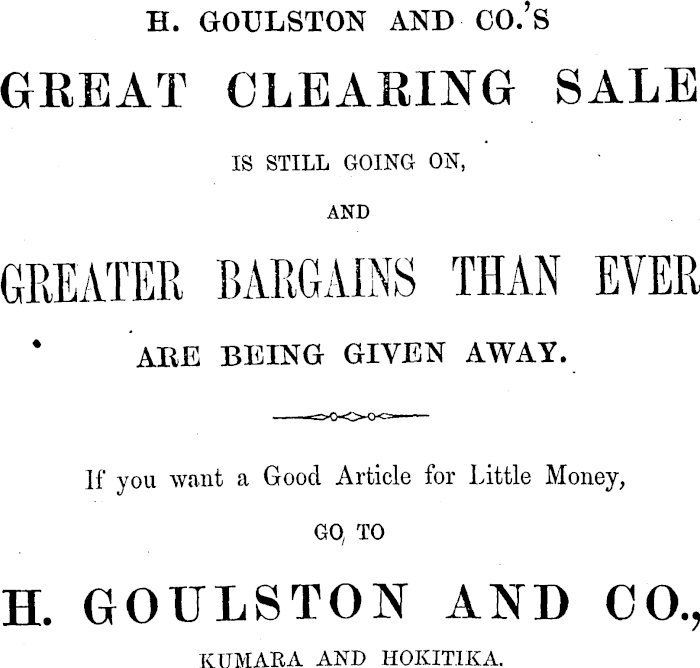 H. GOULSTON AND CO.'S
GREAT CLEARING SALE
IS STILL GOING ON,
AND
GREATER BARGAINS THAN EVER
ARE BEING GIVEN AWAY.
If you want a Good Article for Little Money,
GO TO
H. GOULSTON AND CO.,
KUMARA AND HOKITIKA.